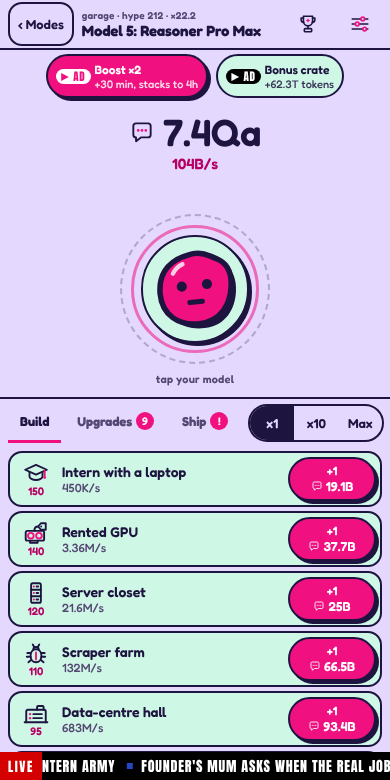 ‹ Modes
garage · hype 212 · x22.2
Model 5: Reasoner Pro Max
▶ AD
Boost x2
+30 min, stacks to 4h
▶ AD
Bonus crate
+62.3T tokens
7.4Qa
104B/s
tap your model
Build
Upgrades 9
Ship !
x1
x10
Max
150
Intern with a laptop
450K/s
+1
19.1B
140
Rented GPU
3.36M/s
+1
37.7B
120
Server closet
21.6M/s
+1
25B
110
Scraper farm
132M/s
+1
66.5B
95
Data-centre hall
683M/s
+1
93.4B
LIVE
NTERN ARMY ▪ FOUNDER'S MUM ASKS WHEN THE REAL JOB